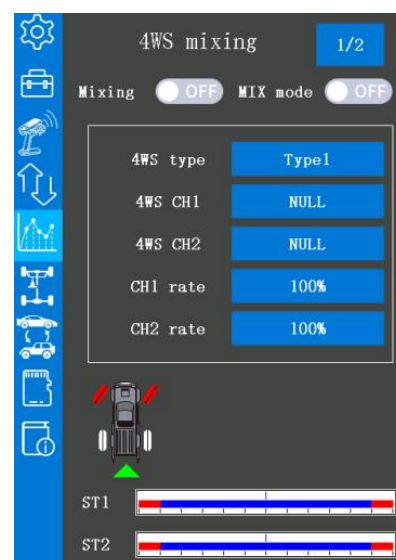 4WS mixing 1/2
Mixing OFF MIX mode OFF
4WS type Type1
4WS CH1 NULL
4WS CH2 NULL
CH1 rate 100%
CH2 rate 100%
ST1
ST2